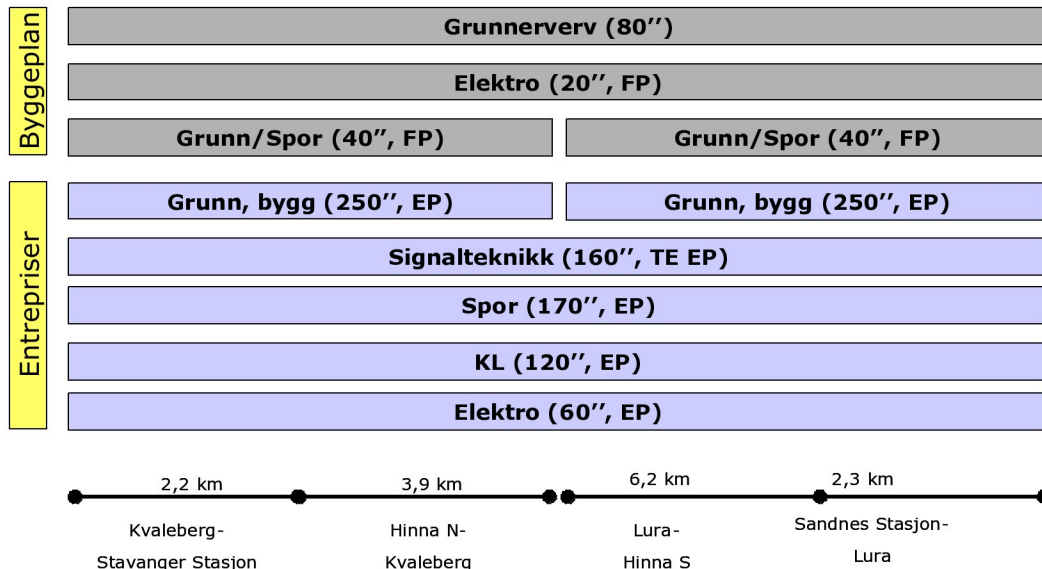 Byggeplan
Grunnerverv (80’’)
Elektro (20’’, FP)
Grunn/Spor (40’’, FP)
Grunn/Spor (40’’, FP)
Entrepriser
Grunn, bygg (250’’, EP)
Grunn, bygg (250’’, EP)
Signalteknikk (160’’, TE EP)
Spor (170’’, EP)
KL (120’’, EP)
Elektro (60’’, EP)
2,2 km
3,9 km
6,2 km
2,3 km
Kvaleberg-
Stavanger Stasjon
Hinna N-
Kvaleberg
Lura-
Hinna S
Sandnes Stasjon-
Lura